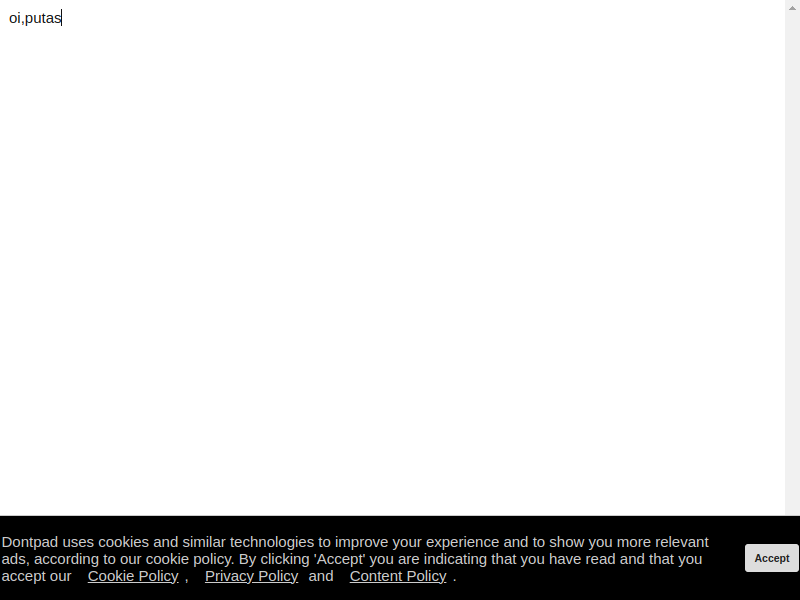 oi,putas
Dontpad uses cookies and similar technologies to improve your experience and to show you more relevant
ads, according to our cookie policy. By clicking 'Accept' you are indicating that you have read and that you
accept our Cookie Policy , Privacy Policy and Content Policy .
Accept